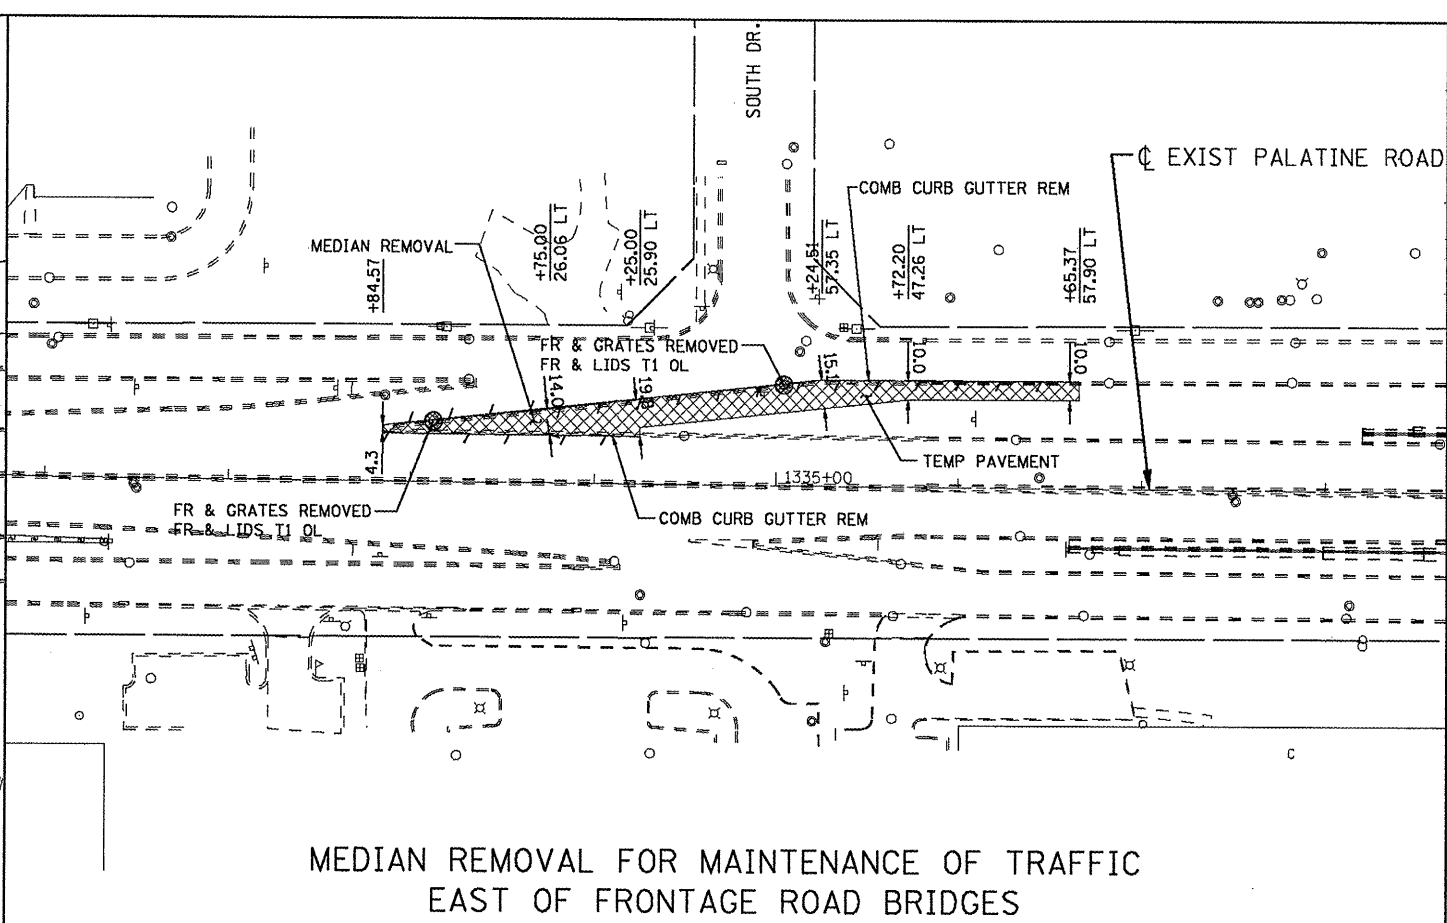 SOUTH DR.
℄ EXIST PALATINE ROAD
COMB CURB GUTTER REM
MEDIAN REMOVAL
+84.57
+75.00
26.06 LT
+25.00
25.90 LT
+24.51
57.35 LT
+72.20
47.26 LT
+65.37
57.90 LT
FR & GRATES REMOVED
FR & LIDS T1 OL
14.0
19.8
15.1
10.0
10.0
4.3
TEMP PAVEMENT
1335+00
FR & GRATES REMOVED
FR & LIDS T1 OL
COMB CURB GUTTER REM
C
MEDIAN REMOVAL FOR MAINTENANCE OF TRAFFIC
EAST OF FRONTAGE ROAD BRIDGES